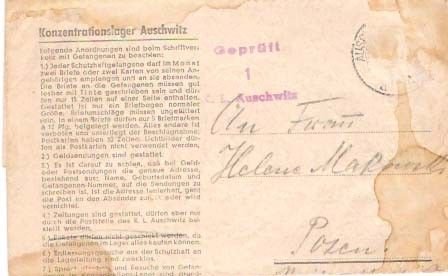 Konzentrationslager Auschwitz
Folgende Anordnungen sind beim Schriftver-
kehr mit Gefangenen zu beachten:
1.) Jeder Schutzhaftgefangene darf im Monat
zwei Briefe oder zwei Karten von seinen An-
gehörigen empfangen und an sie absenden.
Die Briefe an die Gefangenen müssen gut
lesbar mit Tinte geschrieben sein und dür-
fen nur 15 Zeilen auf einer Seite enthalten.
Gestattet ist nur ein Briefbogen normaler
Größe. Briefumschläge müssen ungefüttert
sein. In einem Briefe dürfen nur 5 Briefmarken
à 12 Pfg. beigelegt werden. Alles andere ist
verboten und unterliegt der Beschlagnahme.
Postkarten haben 10 Zeilen. Lichtbilder dür-
fen als Postkarten nicht verwendet werden.
2.) Geldsendungen sind gestattet.
3.) Es ist darauf zu achten, daß bei Geld-
oder Postsendungen die genaue Adresse,
bestehend aus: Name, Geburtsdatum und
Gefangenen-Nummer, auf die Sendungen zu
schreiben ist. Ist die Adresse fehlerhaft, geht
die Post an den Absender zurück oder wird
vernichtet.
4.) Zeitungen sind gestattet, dürfen aber nur
durch die Poststelle des K. L. Auschwitz be-
stellt werden.
5.) Pakete dürfen nicht geschickt werden, da
die Gefangenen im Lager alles kaufen können.
6.) Entlassungsgesuche aus der Schutzhaft an
die Lagerleitung sind zwecklos.
7.) Sprecherlaubnis und Besuche von Gefan-
Geprüft
1
K. L. Auschwitz
An Frau
Helene
Posen